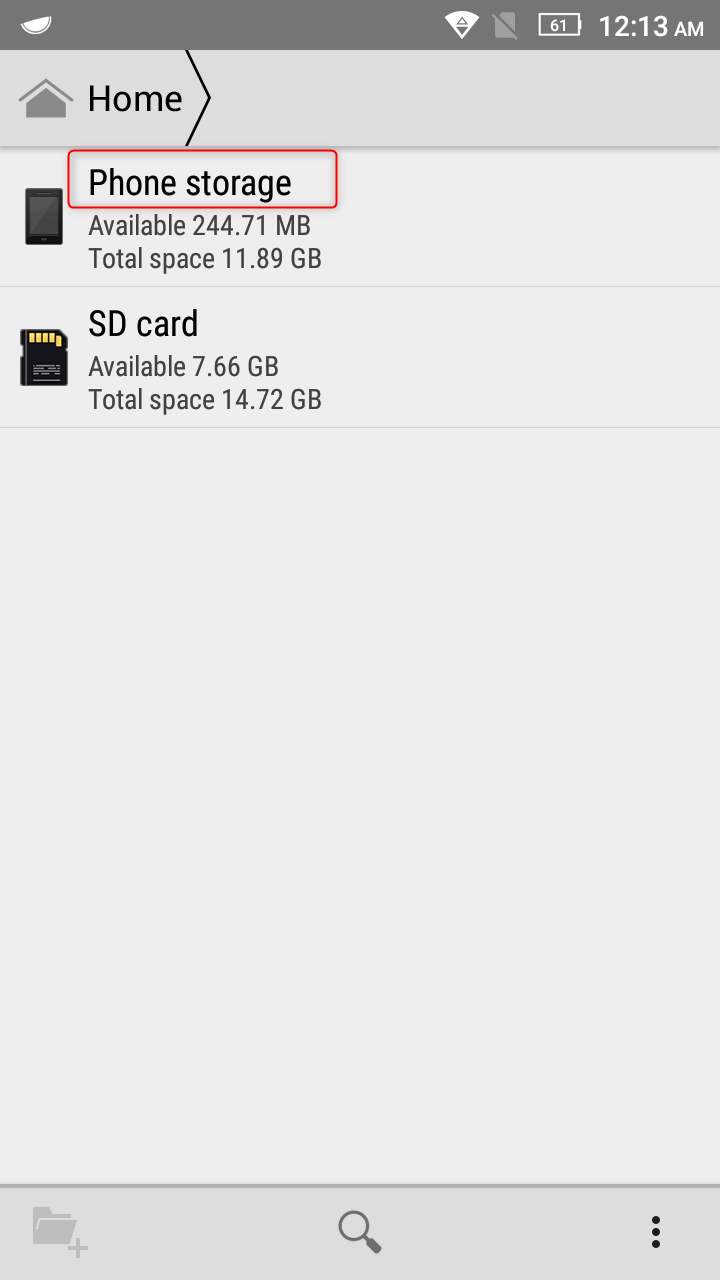 61 12:13 AM
Home
Phone storage
Available 244.71 MB
Total space 11.89 GB
SD card
Available 7.66 GB
Total space 14.72 GB